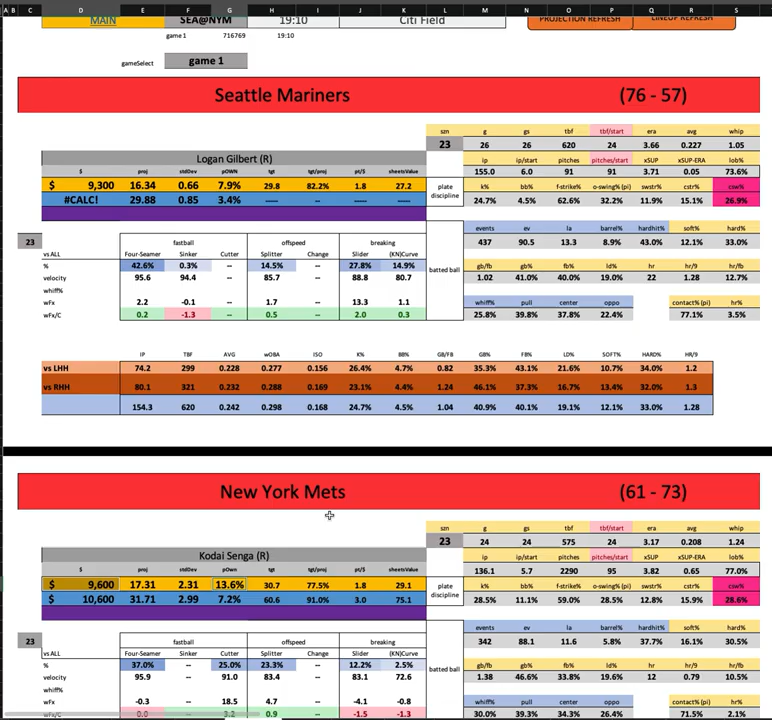 A B C D E F G H I J K L M N O P Q R S
MAIN SEA@NYM 19:10 Citi Field PROJECTION REFRESH LINEUP REFRESH
game 1 716769 19:10
gameSelect game 1
Seattle Mariners (76 - 57)
szn g gs tbf tbf/start era avg whip
23 26 26 620 24 3.66 0.227 1.05
Logan Gilbert (R) ip ip/start pitches pitches/start xSUP xSUP-ERA lob%
$ proj stdDev pOWN tgt tgt/proj pt/$ sheetsValue 155.0 6.0 91 91 3.71 0.05 73.6%
$ 9,300 16.34 0.66 7.9% 29.8 82.2% 1.8 27.2 plate discipline k% bb% f-strike% o-swing% (pi) swstr% cstr% csw%
#CALC! 29.88 0.85 3.4% ---- ---- --- ---- 24.7% 4.5% 62.6% 32.2% 11.9% 15.1% 26.9%
events ev la barrel% hardhit% soft% hard%
23 fastball offspeed breaking 437 90.5 13.3 8.9% 43.0% 12.1% 33.0%
vs ALL Four-Seamer Sinker Cutter Splitter Change Slider (KN)Curve
% 42.6% 0.3% -- 14.5% -- 27.8% 14.9% batted ball gb/fb gb% fb% ld% hr hr/9 hr/fb
velocity 95.6 94.4 -- 85.7 -- 88.8 80.7 1.02 41.0% 40.0% 19.0% 22 1.28 12.7%
whiff%
wFx 2.2 -0.1 1.7 13.3 1.1 whiff% pull center oppo contact% (pi) hr%
wFx/C 0.2 -1.3 -- 0.5 -- 2.0 0.3 25.8% 39.8% 37.8% 22.4% 77.1% 3.5%
IP TBF AVG wOBA ISO K% BB% GB/FB GB% FB% LD% SOFT% HARD% HR/9
vs LHH 74.2 299 0.228 0.277 0.156 26.4% 4.7% 0.82 35.3% 43.1% 21.6% 10.7% 34.0% 1.2
vs RHH 80.1 321 0.232 0.288 0.169 23.1% 4.4% 1.24 46.1% 37.3% 16.7% 13.4% 32.0% 1.3
154.3 620 0.242 0.298 0.168 24.7% 4.5% 1.04 40.9% 40.1% 19.1% 12.1% 33.0% 1.28
New York Mets (61 - 73)
szn g gs tbf tbf/start era avg whip
23 24 24 575 24 3.17 0.208 1.24
Kodai Senga (R) ip ip/start pitches pitches/start xSUP xSUP-ERA lob%
$ proj stdDev pOwn tgt tgt/proj pt/$ sheetsValue 136.1 5.7 2290 95 3.82 0.65 77.0%
$ 9,600 17.31 2.31 13.6% 30.7 77.5% 1.8 29.1 plate discipline k% bb% f-strike% o-swing% (pi) swstr% cstr% csw%
$ 10,600 31.71 2.99 7.2% 60.6 91.0% 3.0 75.1 28.5% 11.1% 59.0% 28.5% 12.8% 15.9% 28.6%
events ev la barrel% hardhit% soft% hard%
23 fastball offspeed breaking 342 88.1 11.6 5.8% 37.7% 16.1% 30.5%
vs ALL Four-Seamer Sinker Cutter Splitter Change Slider (KN)Curve
% 37.0% -- 25.0% 23.3% -- 12.2% 2.5% batted ball gb/fb gb% fb% ld% hr hr/9 hr/fb
velocity 95.9 -- 91.0 83.4 -- 83.1 72.6 1.38 46.6% 33.8% 19.6% 12 0.79 10.5%
whiff%
wFx -0.3 18.5 4.7 -4.1 -0.8 whiff% pull center oppo contact% (pi) hr%
wFx/C 0.0 -- 3.2 0.9 -- -1.5 -1.3 30.0% 39.3% 34.3% 26.4% 71.5% 2.1%